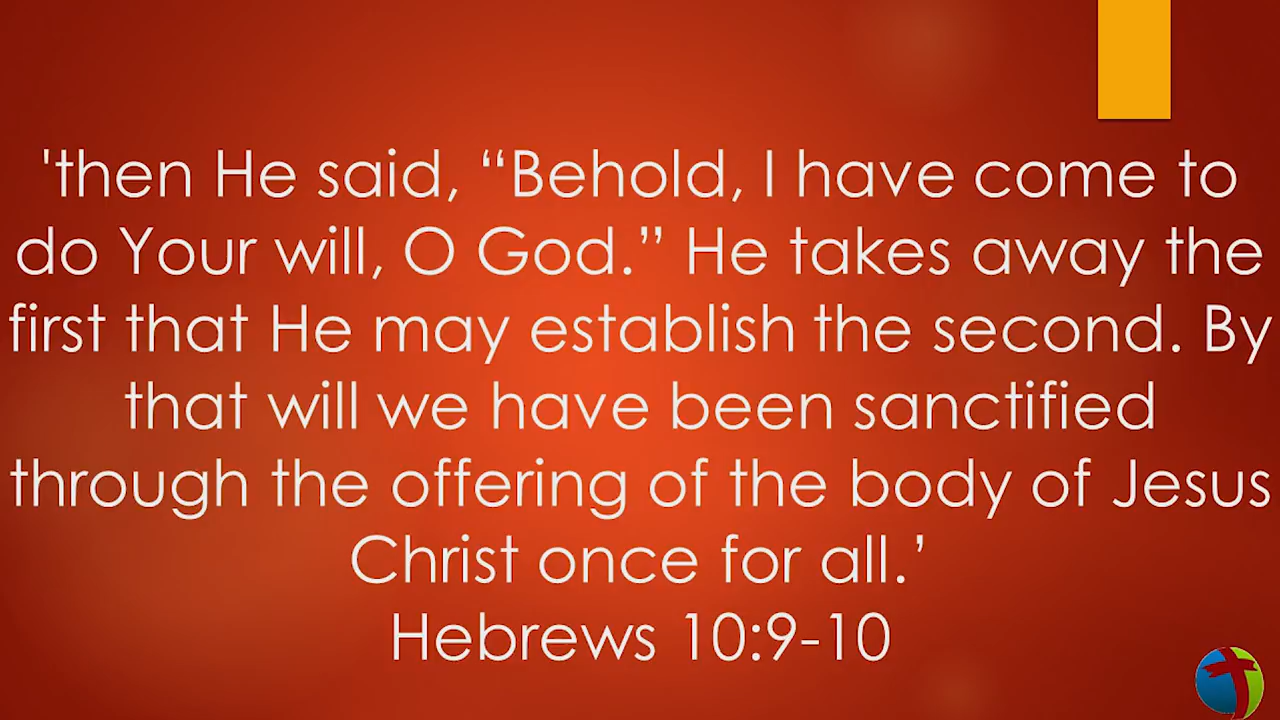 'then He said, “Behold, I have come to
do Your will, O God.” He takes away the
first that He may establish the second. By
that will we have been sanctified
through the offering of the body of Jesus
Christ once for all.’
Hebrews 10:9-10